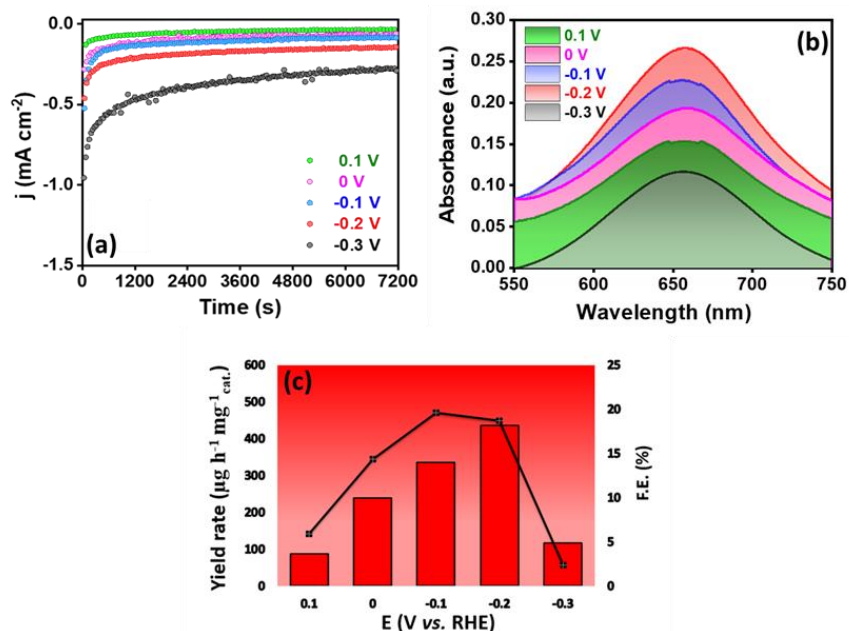 0.0
-0.5
-1.0
-1.5
j (mA cm⁻²)
0.1 V
0 V
-0.1 V
-0.2 V
-0.3 V
(a)
0 1200 2400 3600 4800 6000 7200
Time (s)
0.30
0.25
0.20
0.15
0.10
0.05
0.00
Absorbance (a.u.)
0.1 V
0 V
-0.1 V
-0.2 V
-0.3 V
(b)
550 600 650 700 750
Wavelength (nm)
600
500
400
300
200
100
0
Yield rate (µg h⁻¹ mg⁻¹cat.)
(c)
25
20
15
10
5
0
F.E. (%)
0.1 0 -0.1 -0.2 -0.3
E (V vs. RHE)